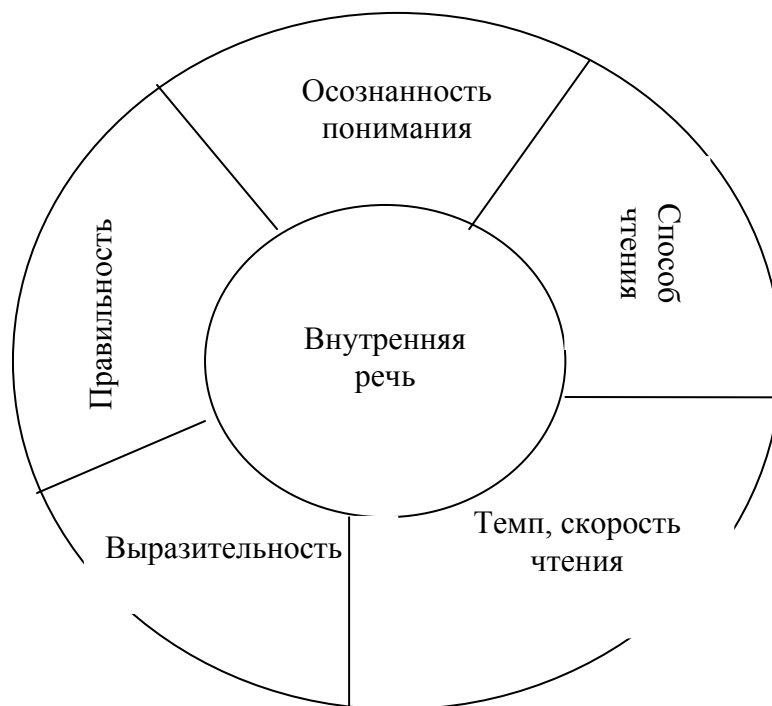 Осознанность
понимания
Способ
чтения
Правильность
Внутренняя
речь
Темп, скорость
чтения
Выразительность